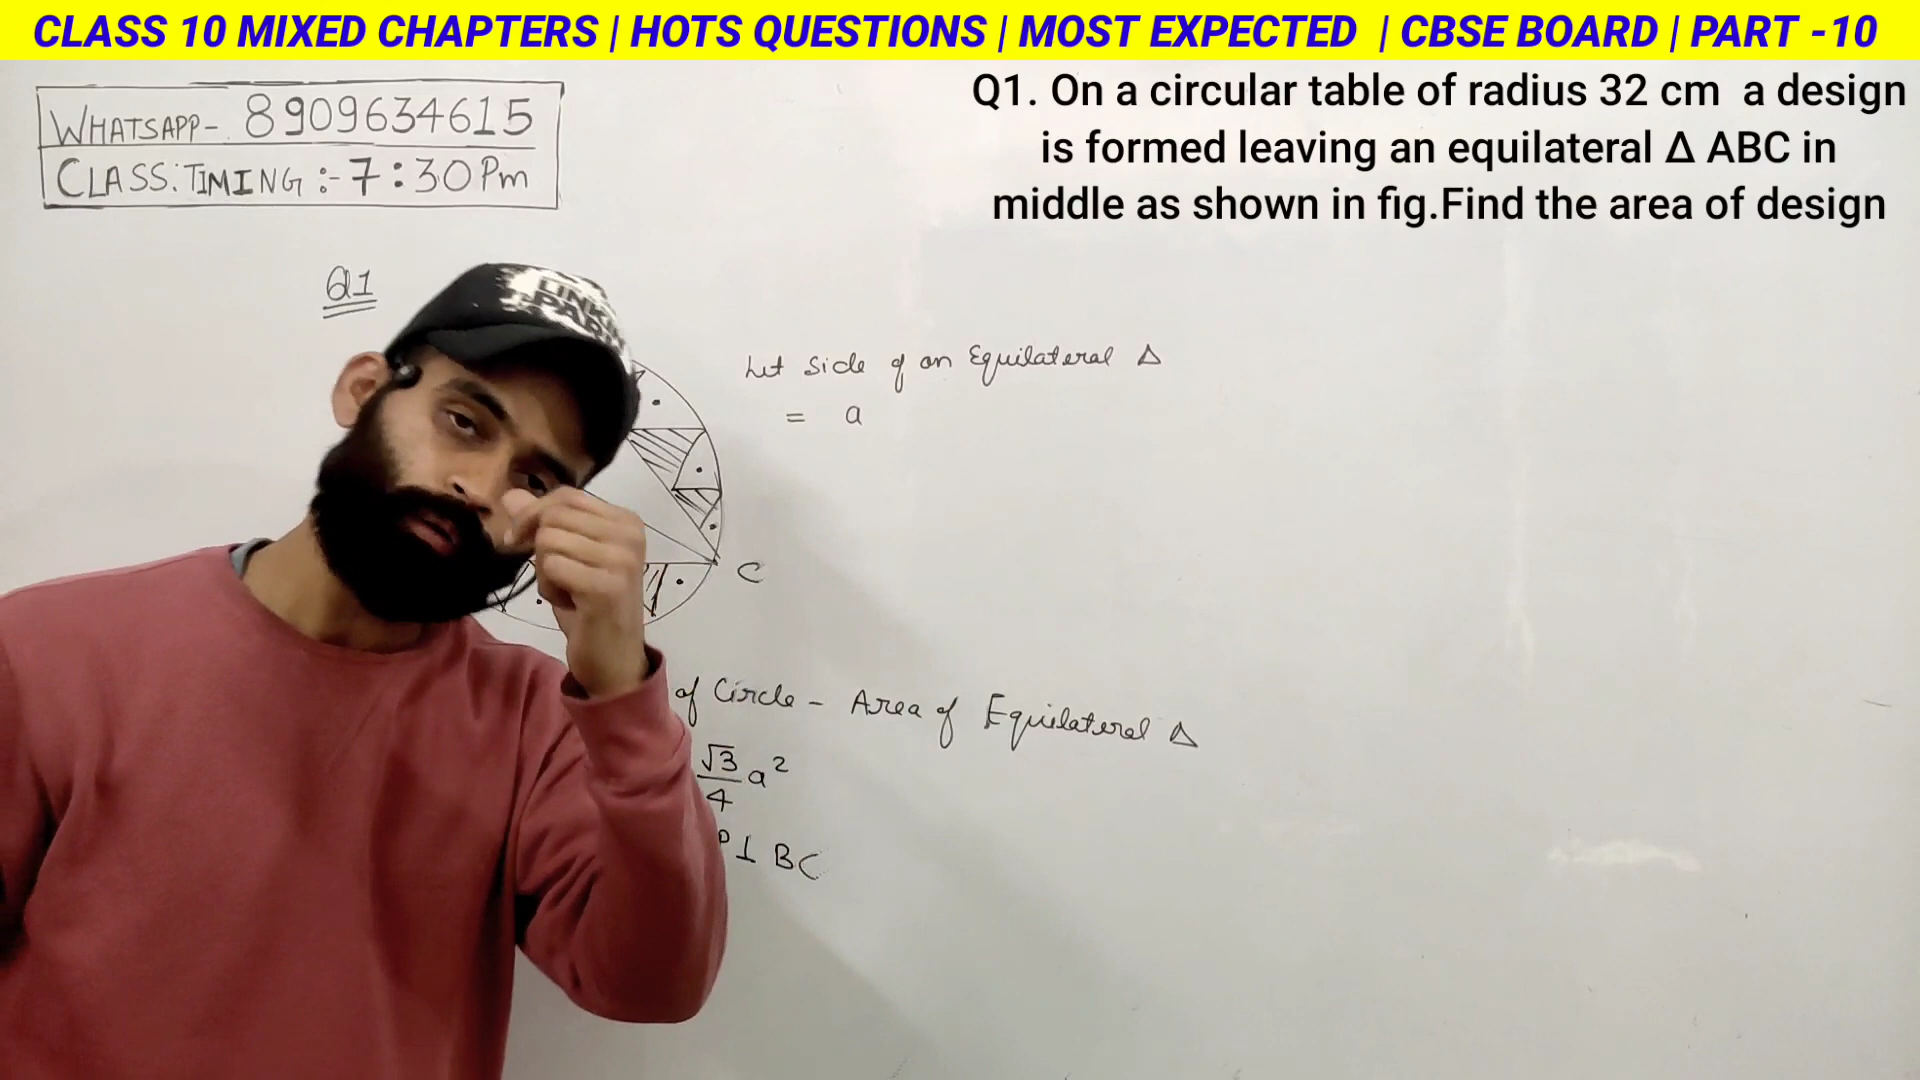 CLASS 10 MIXED CHAPTERS | HOTS QUESTIONS | MOST EXPECTED | CBSE BOARD | PART -10
WHATSAPP- 8909634615
CLASS:TIMING :- 7:30 Pm
Q1. On a circular table of radius 32 cm a design
is formed leaving an equilateral Δ ABC in
middle as shown in fig.Find the area of design
Q1
LINKIN
PARK
Let Side of an Equilateral Δ
= a
C
of Circle - Area of Equilateral Δ
√3/4 a²
D ⊥ BC